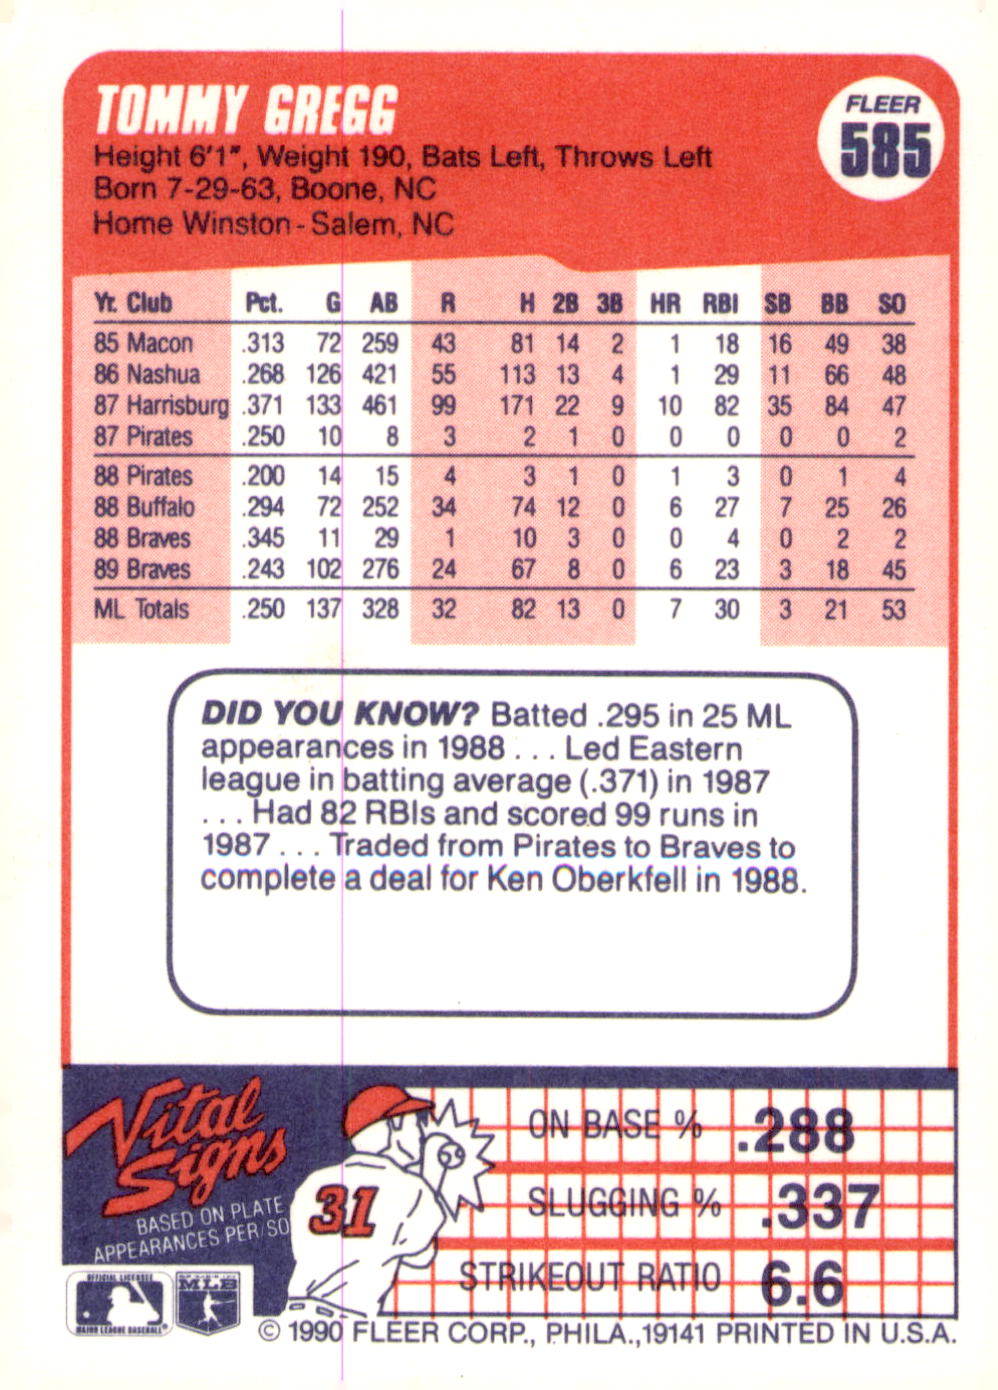 TOMMY GREGG
FLEER
585
Height 6'1", Weight 190, Bats Left, Throws Left
Born 7-29-63, Boone, NC
Home Winston-Salem, NC
Yr. Club Pct. G AB R H 2B 3B HR RBI SB BB SO
85 Macon .313 72 259 43 81 14 2 1 18 16 49 38
86 Nashua .268 126 421 55 113 13 4 1 29 11 66 48
87 Harrisburg .371 133 461 99 171 22 9 10 82 35 84 47
87 Pirates .250 10 8 3 2 1 0 0 0 0 0 2
88 Pirates .200 14 15 4 3 1 0 1 3 0 1 4
88 Buffalo .294 72 252 34 74 12 0 6 27 7 25 26
88 Braves .345 11 29 1 10 3 0 0 4 0 2 2
89 Braves .243 102 276 24 67 8 0 6 23 3 18 45
ML Totals .250 137 328 32 82 13 0 7 30 3 21 53
DID YOU KNOW? Batted .295 in 25 ML
appearances in 1988 . . . Led Eastern
league in batting average (.371) in 1987
. . . Had 82 RBIs and scored 99 runs in
1987 . . . Traded from Pirates to Braves to
complete a deal for Ken Oberkfell in 1988.
Vital
Signs
BASED ON PLATE
APPEARANCES PER/SO
31
ON BASE % .288
SLUGGING % .337
STRIKEOUT RATIO 6.6
OFFICIAL LICENSEE
MAJOR LEAGUE BASEBALL
MLB
© 1990 FLEER CORP., PHILA.,19141 PRINTED IN U.S.A.